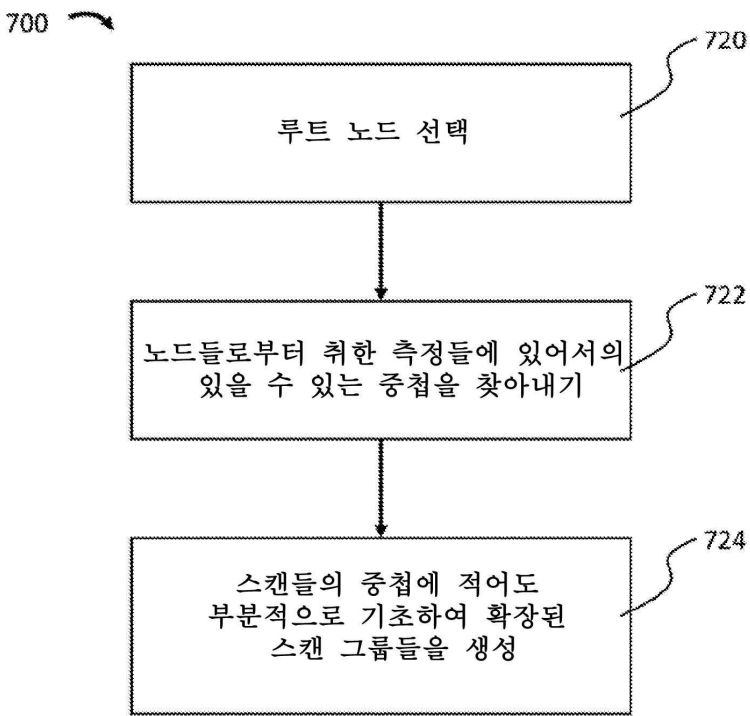 700
720
루트 노드 선택
722
노드들로부터 취한 측정들에 있어서의
있을 수 있는 중첩을 찾아내기
724
스캔들의 중첩에 적어도
부분적으로 기초하여 확장된
스캔 그룹들을 생성